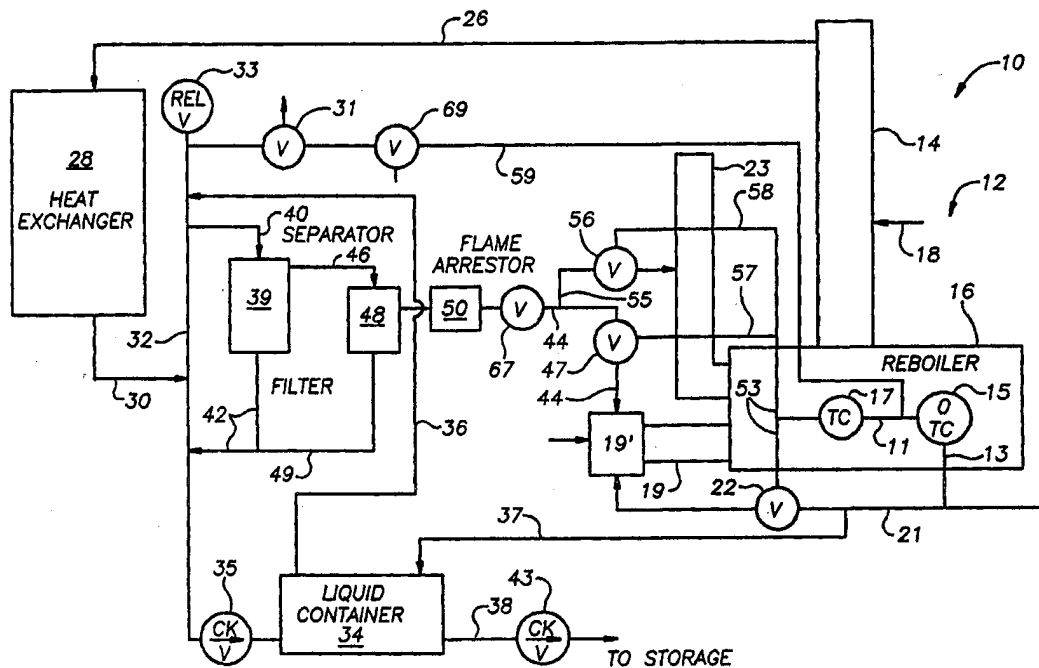 26
33
REL
V
31
69
10
28
HEAT
EXCHANGER
V
V
59
23
14
12
18
40
SEPARATOR
46
FLAME
ARRESTOR
56
58
V
55
57
39
48
50
V
44
V
16
REBOILER
32
67
47
30
FILTER
42
36
44
53
17
TC
15
O
TC
11
13
19'
49
19
22
V
21
37
35
CK
V
LIQUID
CONTAINER
34
38
43
CK
V
TO STORAGE